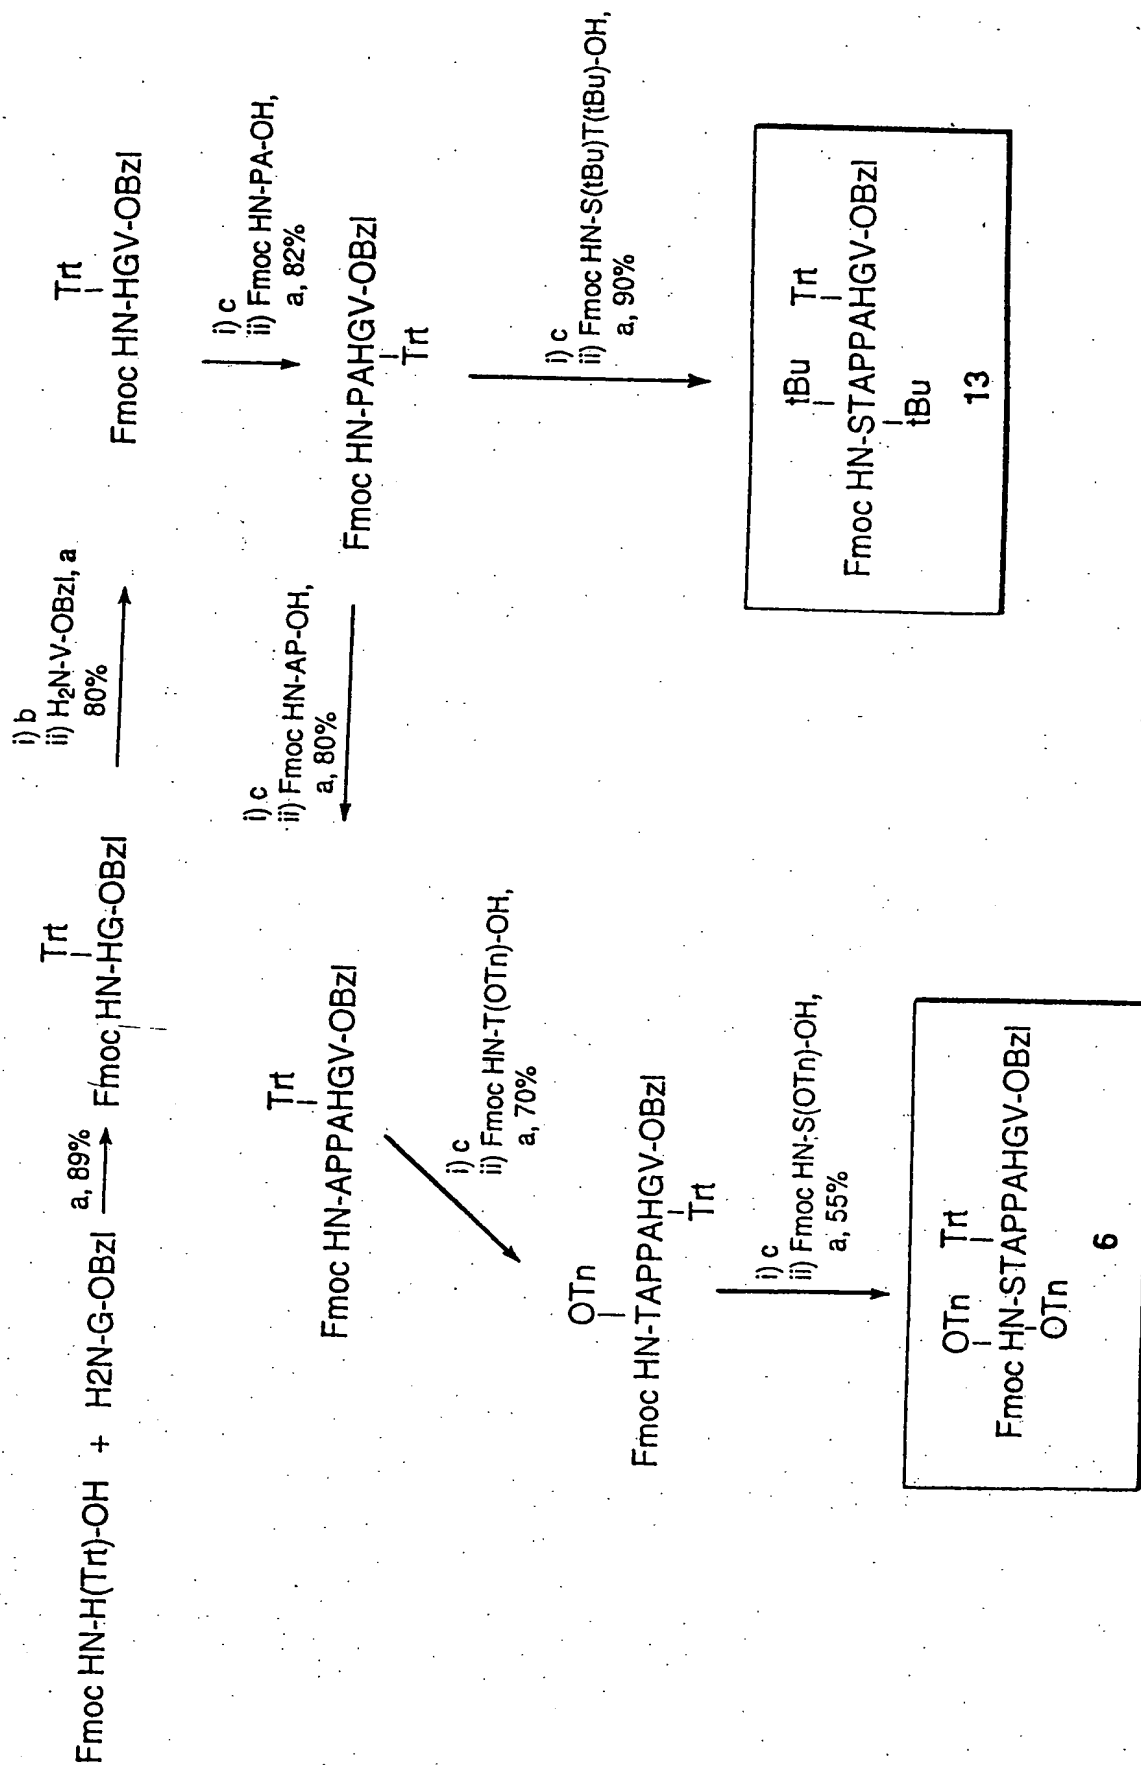 Fmoc HN-H(Trt)-OH + H2N-G-OBzl
a, 89%
Trt
Fmoc HN-HG-OBzl
i) b
ii) H₂N-V-OBzl, a
80%
Trt
Fmoc HN-HGV-OBzl
i) c
ii) Fmoc HN-PA-OH,
a, 82%
Fmoc HN-PAHGV-OBzl
Trt
i) c
ii) Fmoc HN-AP-OH,
a, 80%
Trt
Fmoc HN-APPAHGV-OBzl
i) c
ii) Fmoc HN-T(OTn)-OH,
a, 70%
OTn
Fmoc HN-TAPPAHGV-OBzl
Trt
i) c
ii) Fmoc HN-S(OTn)-OH,
a, 55%
OTn Trt
Fmoc HN-STAPPAHGV-OBzl
OTn
6
i) c
ii) Fmoc HN-S(tBu)T(tBu)-OH,
a, 90%
tBu Trt
Fmoc HN-STAPPAHGV-OBzl
tBu
13